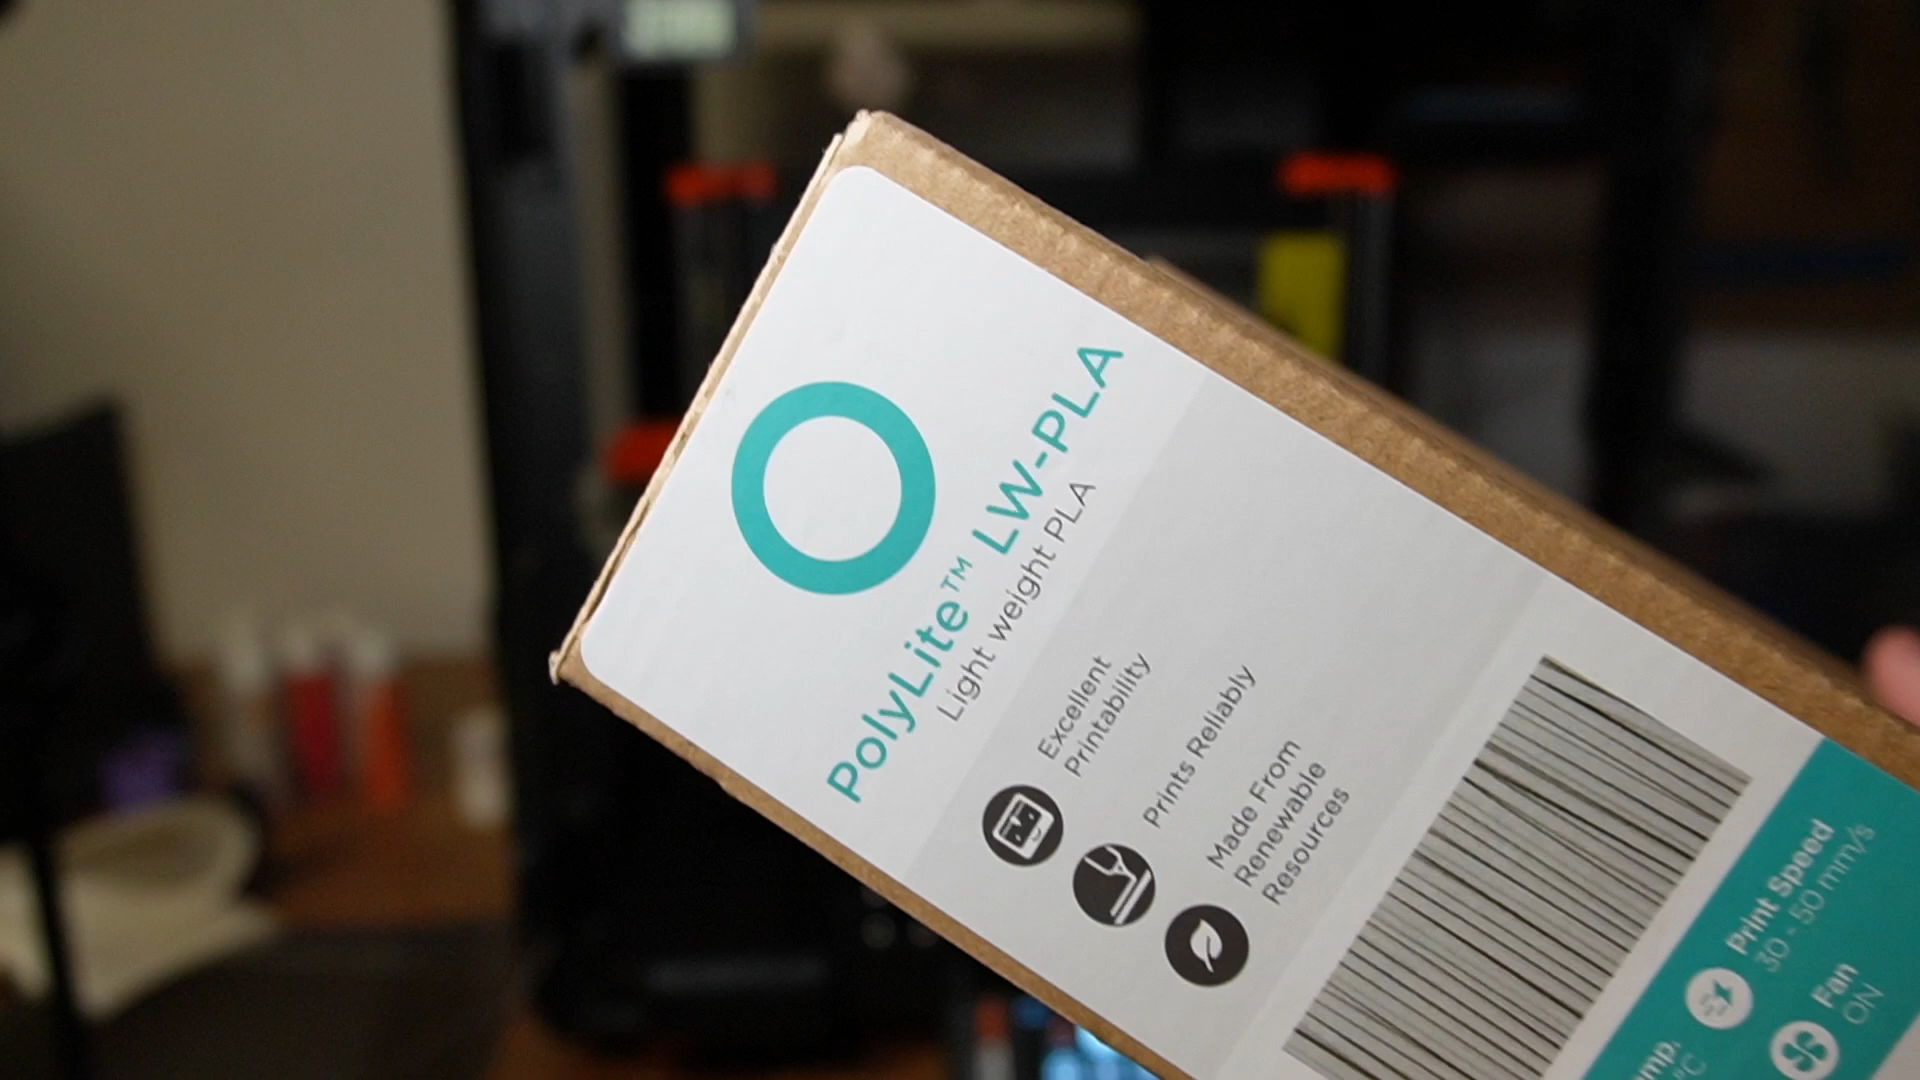 PolyLite™ LW-PLA
Light weight PLA
Excellent
Printability
Prints Reliably
Made From
Renewable
Resources
Print Speed
30 - 50 mm/s
Fan
ON
°C